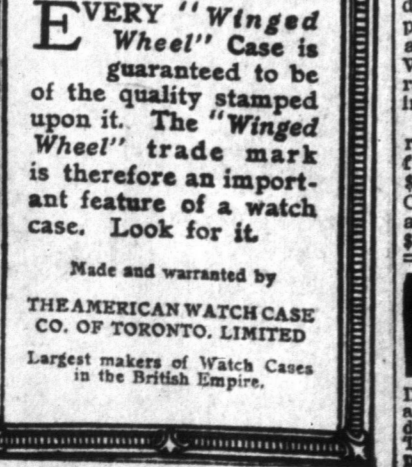 EVERY "Winged
Wheel" Case is
guaranteed to be
of the quality stamped
upon it. The "Winged
Wheel" trade mark
is therefore an import-
ant feature of a watch
case. Look for it.
Made and warranted by
THE AMERICAN WATCH CASE
CO. OF TORONTO. LIMITED
Largest makers of Watch Cases
in the British Empire.